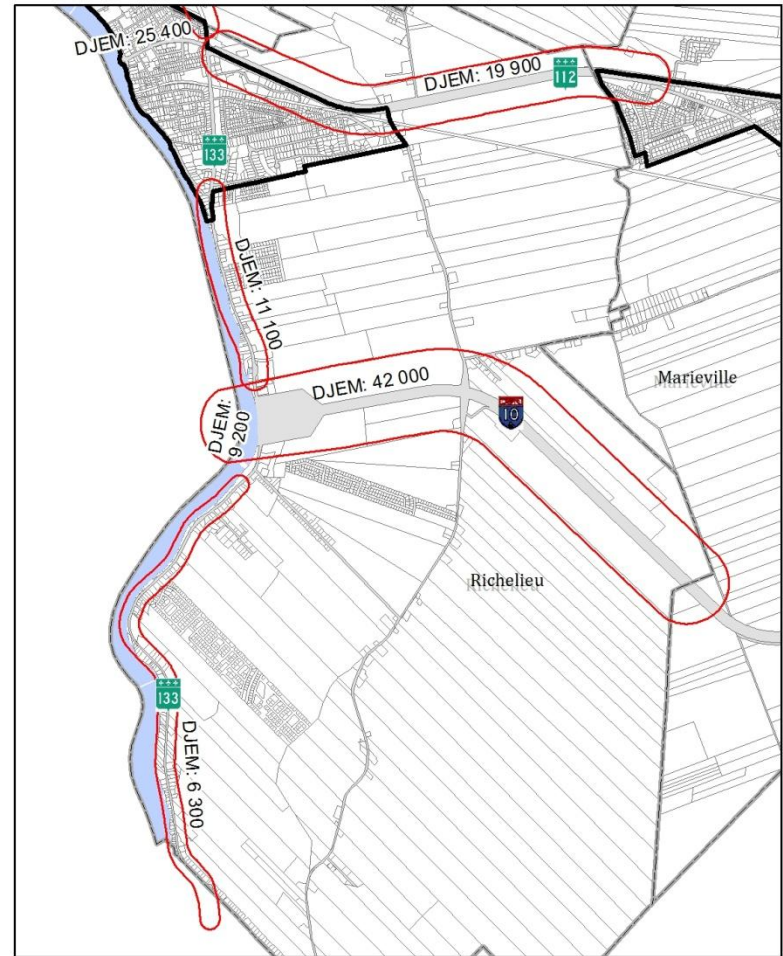 DJEM: 25 400
DJEM: 19 900
112
133
DJEM: 11 100
Marieville
DJEM: 42 000
10
DJEM:
9 200
Richelieu
133
DJEM: 6 300